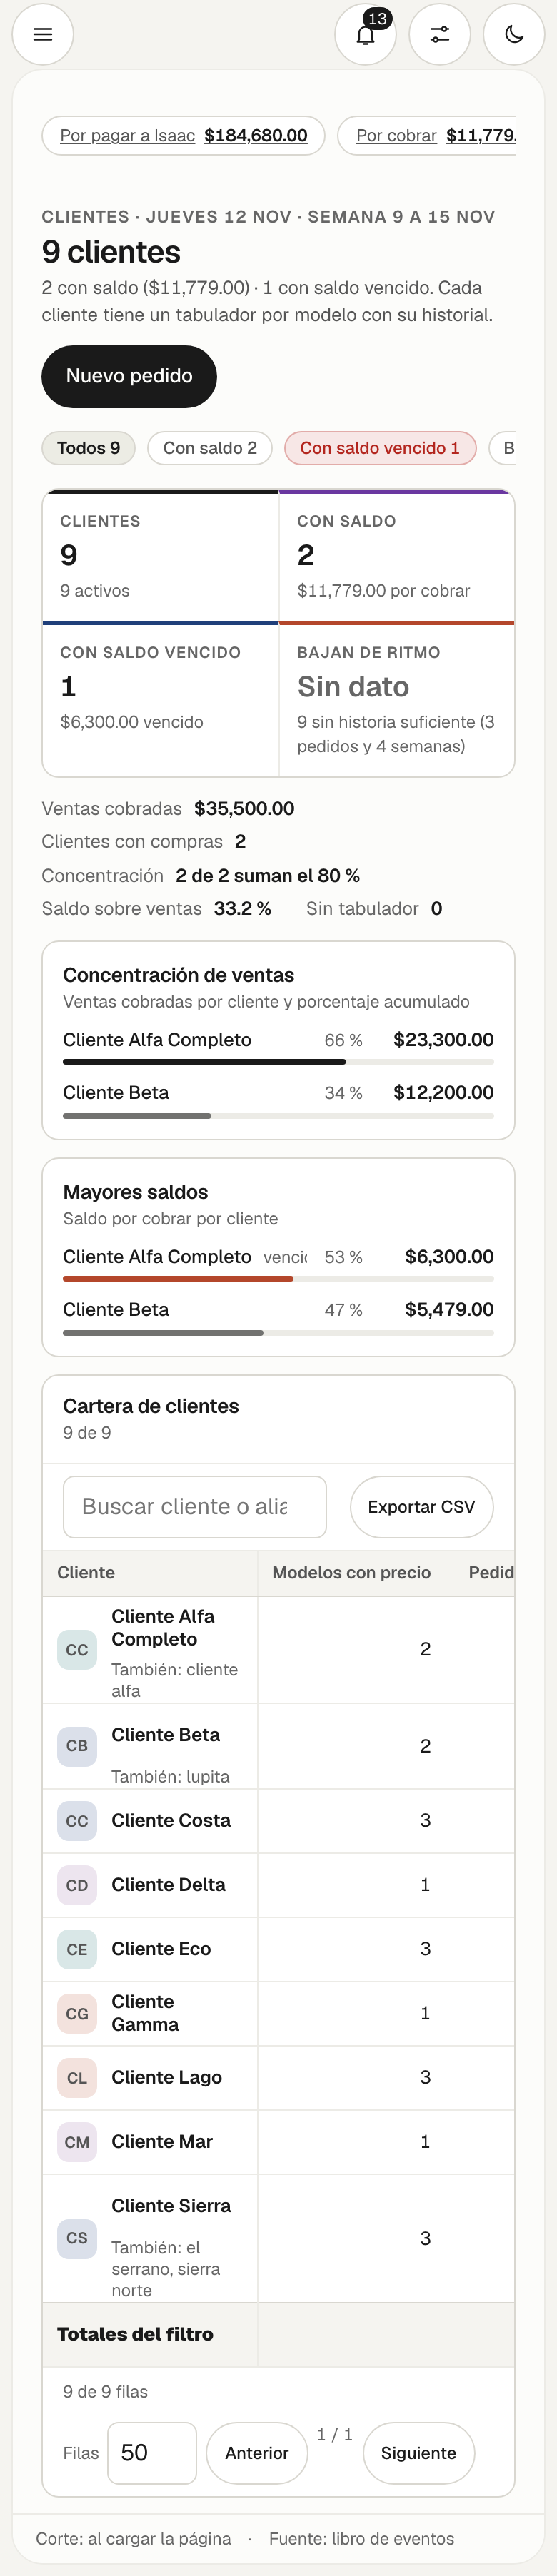 13
Por pagar a Isaac $184,680.00 Por cobrar $11,779.
CLIENTES · JUEVES 12 NOV · SEMANA 9 A 15 NOV
9 clientes
2 con saldo ($11,779.00) · 1 con saldo vencido. Cada
cliente tiene un tabulador por modelo con su historial.
Nuevo pedido
Todos 9 Con saldo 2 Con saldo vencido 1 B
CLIENTES
9
9 activos
CON SALDO
2
$11,779.00 por cobrar
CON SALDO VENCIDO
1
$6,300.00 vencido
BAJAN DE RITMO
Sin dato
9 sin historia suficiente (3
pedidos y 4 semanas)
Ventas cobradas $35,500.00
Clientes con compras 2
Concentración 2 de 2 suman el 80 %
Saldo sobre ventas 33.2 % Sin tabulador 0
Concentración de ventas
Ventas cobradas por cliente y porcentaje acumulado
Cliente Alfa Completo 66 % $23,300.00
Cliente Beta 34 % $12,200.00
Mayores saldos
Saldo por cobrar por cliente
Cliente Alfa Completo venci 53 % $6,300.00
Cliente Beta 47 % $5,479.00
Cartera de clientes
9 de 9
Buscar cliente o alia Exportar CSV
Cliente Modelos con precio Pedid
CC Cliente Alfa
Completo 2
También: cliente
alfa
CB Cliente Beta 2
También: lupita
CC Cliente Costa 3
CD Cliente Delta 1
CE Cliente Eco 3
CG Cliente
Gamma 1
CL Cliente Lago 3
CM Cliente Mar 1
CS Cliente Sierra 3
También: el
serrano, sierra
norte
Totales del filtro
9 de 9 filas
Filas 50 Anterior 1 / 1 Siguiente
Corte: al cargar la página · Fuente: libro de eventos